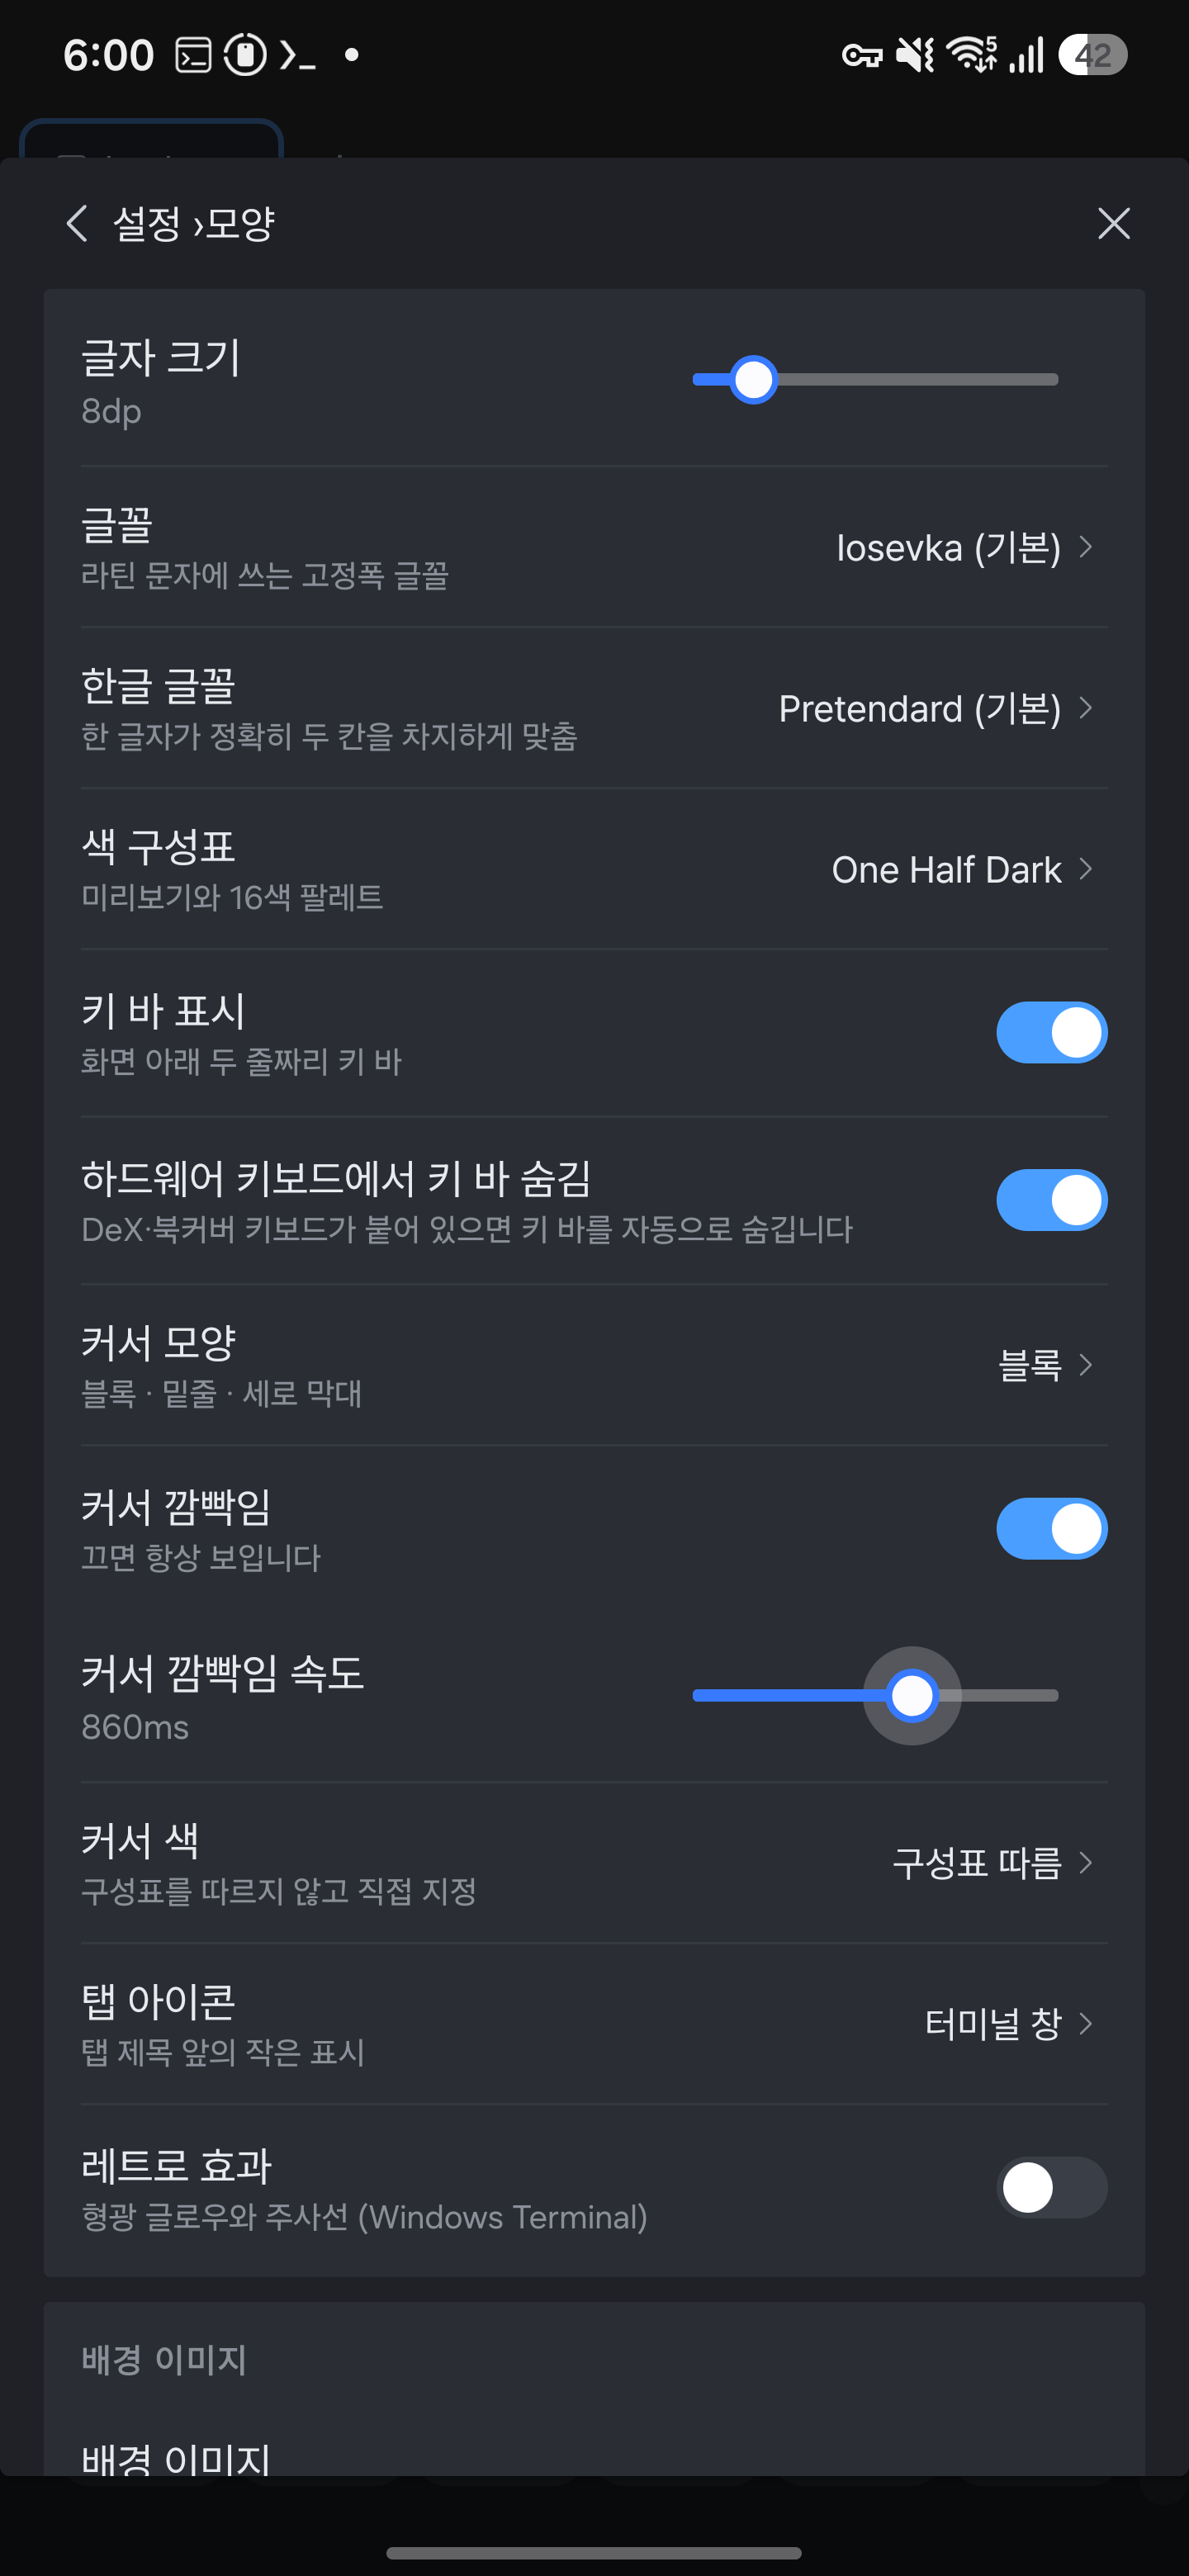 6:00
42
설정 ›모양
글자 크기
8dp
글꼴
라틴 문자에 쓰는 고정폭 글꼴
Iosevka (기본)
한글 글꼴
한 글자가 정확히 두 칸을 차지하게 맞춤
Pretendard (기본)
색 구성표
미리보기와 16색 팔레트
One Half Dark
키 바 표시
화면 아래 두 줄짜리 키 바
하드웨어 키보드에서 키 바 숨김
DeX·북커버 키보드가 붙어 있으면 키 바를 자동으로 숨깁니다
커서 모양
블록 · 밑줄 · 세로 막대
블록
커서 깜빡임
끄면 항상 보입니다
커서 깜빡임 속도
860ms
커서 색
구성표를 따르지 않고 직접 지정
구성표 따름
탭 아이콘
탭 제목 앞의 작은 표시
터미널 창
레트로 효과
형광 글로우와 주사선 (Windows Terminal)
배경 이미지
배경 이미지